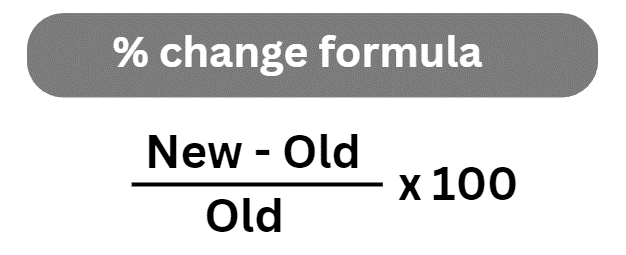 % change formula
New - Old
x 100
Old